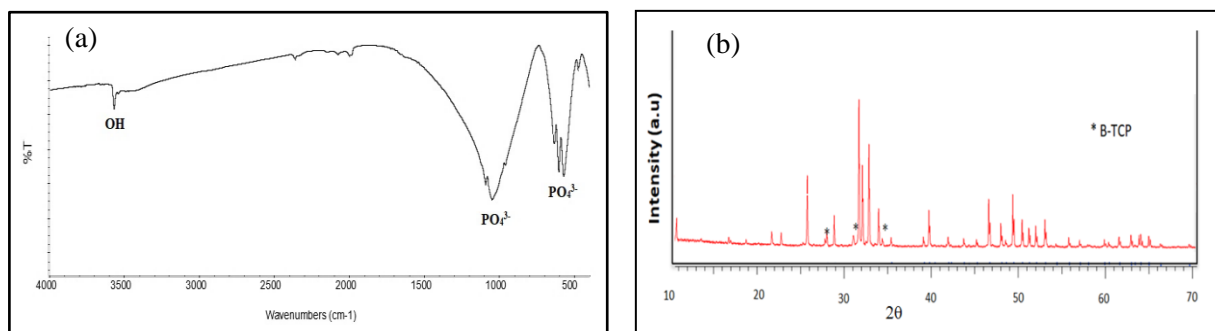 (a)
%T
OH
PO₄³⁻
PO₄³⁻
4000 3500 3000 2500 2000 1500 1000 500
Wavenumbers (cm-1)
(b)
Intensity (a.u)
* B-TCP
* * *
10 20 30 40 50 60 70
2θ